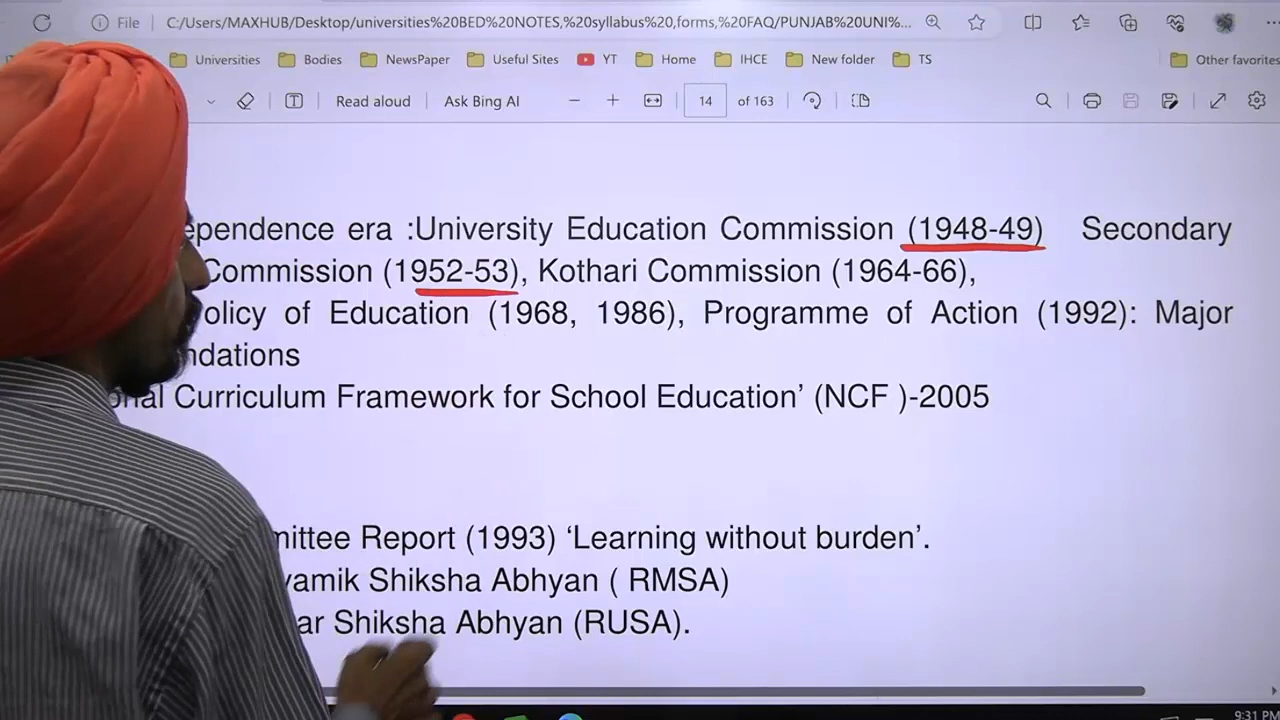 File C:/Users/MAXHUB/Desktop/universities%20BED%20NOTES,%20syllabus%20,forms,%20FAQ/PUNJAB%20UNI%...
Universities Bodies NewsPaper Useful Sites YT Home IHCE New folder TS Other favorites
Read aloud Ask Bing AI 14 of 163
ependence era :University Education Commission (1948-49) Secondary
Commission (1952-53), Kothari Commission (1964-66),
olicy of Education (1968, 1986), Programme of Action (1992): Major
ndations
onal Curriculum Framework for School Education’ (NCF )-2005
mittee Report (1993) ‘Learning without burden’.
yamik Shiksha Abhyan ( RMSA)
ar Shiksha Abhyan (RUSA).
9:31 PM